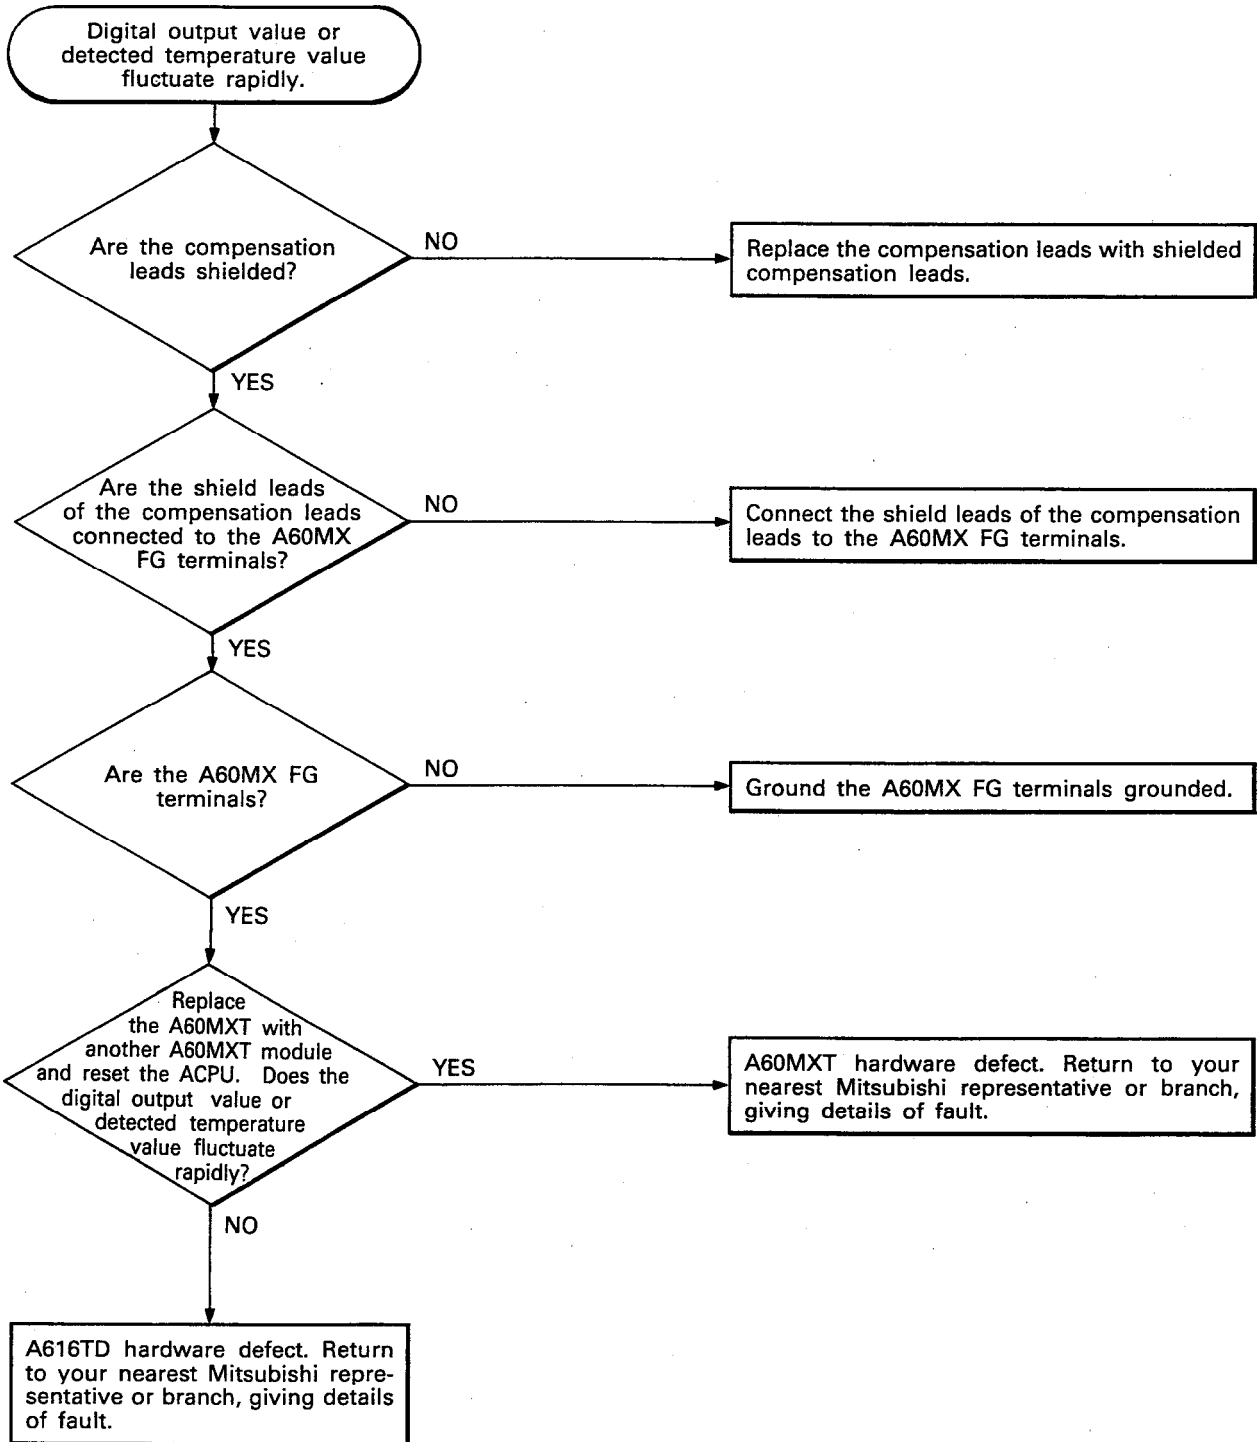 Digital output value or
detected temperature value
fluctuate rapidly.
Are the compensation
leads shielded?
NO
Replace the compensation leads with shielded
compensation leads.
YES
Are the shield leads
of the compensation leads
connected to the A60MX
FG terminals?
NO
Connect the shield leads of the compensation
leads to the A60MX FG terminals.
YES
Are the A60MX FG
terminals?
NO
Ground the A60MX FG terminals grounded.
YES
Replace
the A60MXT with
another A60MXT module
and reset the ACPU. Does the
digital output value or
detected temperature
value fluctuate
rapidly?
YES
A60MXT hardware defect. Return to your
nearest Mitsubishi representative or branch,
giving details of fault.
NO
A616TD hardware defect. Return
to your nearest Mitsubishi repre-
sentative or branch, giving details
of fault.